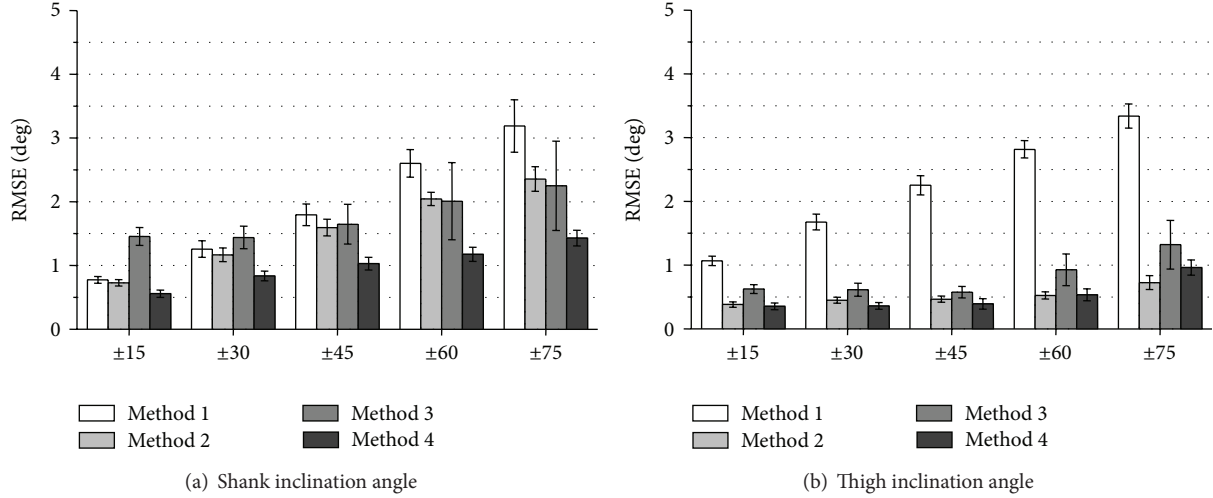 5
4
3
2
1
0
RMSE (deg)
±15
±30
±45
±60
±75
Method 1
Method 2
Method 3
Method 4
(a) Shank inclination angle
5
4
3
2
1
0
RMSE (deg)
±15
±30
±45
±60
±75
Method 1
Method 2
Method 3
Method 4
(b) Thigh inclination angle